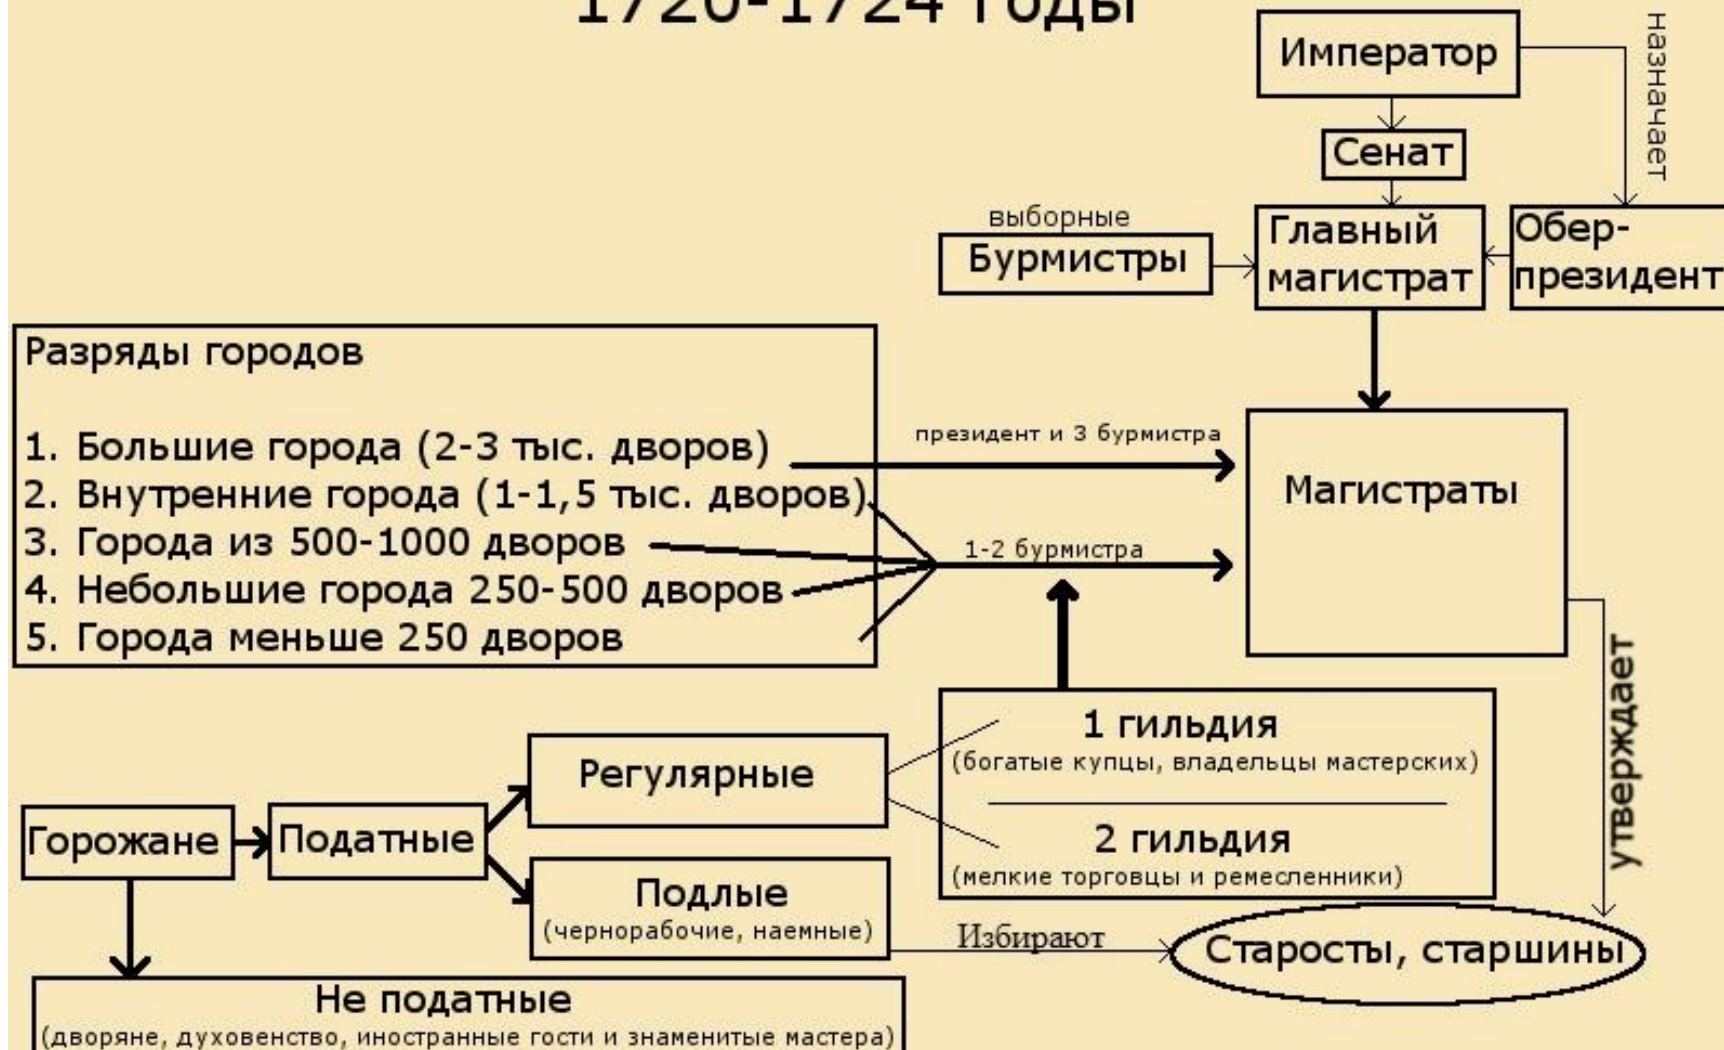 1720-1724 годы
Император
назначает
Сенат
выборные
Бурмистры
Главный
магистрат
Обер-
президент
Разряды городов
1. Большие города (2-3 тыс. дворов)
2. Внутренние города (1-1,5 тыс. дворов)
3. Города из 500-1000 дворов
4. Небольшие города 250-500 дворов
5. Города меньше 250 дворов
президент и 3 бурмистра
1-2 бурмистра
Магистраты
утверждает
1 гильдия
(богатые купцы, владельцы мастерских)
2 гильдия
(мелкие торговцы и ремесленники)
Регулярные
Горожане
Податные
Подлые
(чернорабочие, наемные)
Избирают
Старосты, старшины
Не податные
(дворяне, духовенство, иностранные гости и знаменитые мастера)